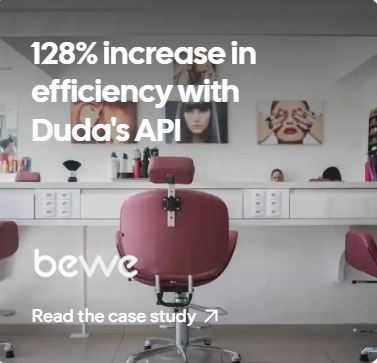 128% increase in
efficiency with
Duda's API
bewe
Read the case study ↗